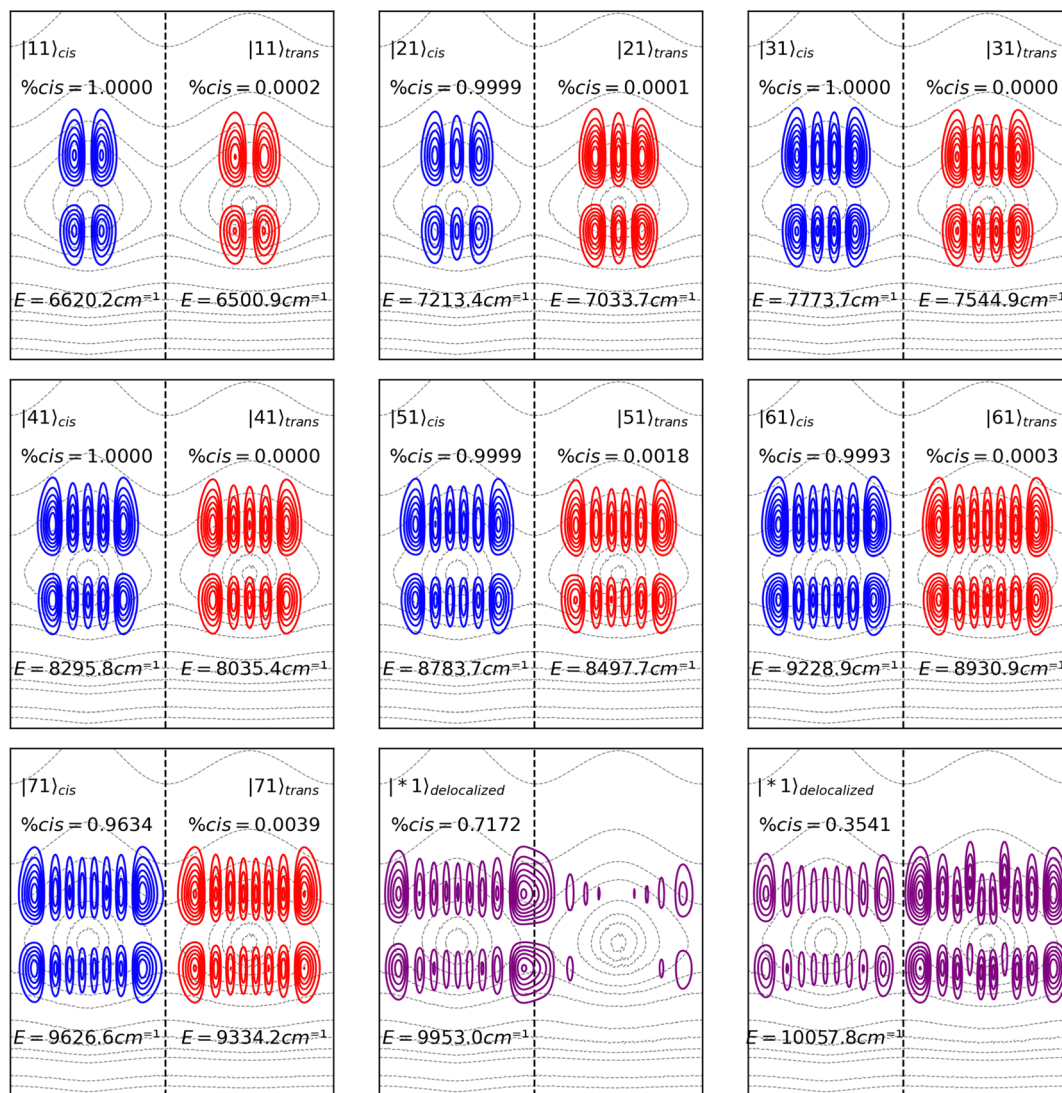 |11⟩cis |11⟩trans
%cis = 1.0000 %cis = 0.0002
E = 6620.2cm⁼¹ E = 6500.9cm⁼¹
|21⟩cis |21⟩trans
%cis = 0.9999 %cis = 0.0001
E = 7213.4cm⁼¹ E = 7033.7cm⁼¹
|31⟩cis |31⟩trans
%cis = 1.0000 %cis = 0.0000
E = 7773.7cm⁼¹ E = 7544.9cm⁼¹
|41⟩cis |41⟩trans
%cis = 1.0000 %cis = 0.0000
E = 8295.8cm⁼¹ E = 8035.4cm⁼¹
|51⟩cis |51⟩trans
%cis = 0.9999 %cis = 0.0018
E = 8783.7cm⁼¹ E = 8497.7cm⁼¹
|61⟩cis |61⟩trans
%cis = 0.9993 %cis = 0.0003
E = 9228.9cm⁼¹ E = 8930.9cm⁼¹
|71⟩cis |71⟩trans
%cis = 0.9634 %cis = 0.0039
E = 9626.6cm⁼¹ E = 9334.2cm⁼¹
|*1⟩delocalized
%cis = 0.7172
E = 9953.0cm⁼¹
|*1⟩delocalized
%cis = 0.3541
E = 10057.8cm⁼¹